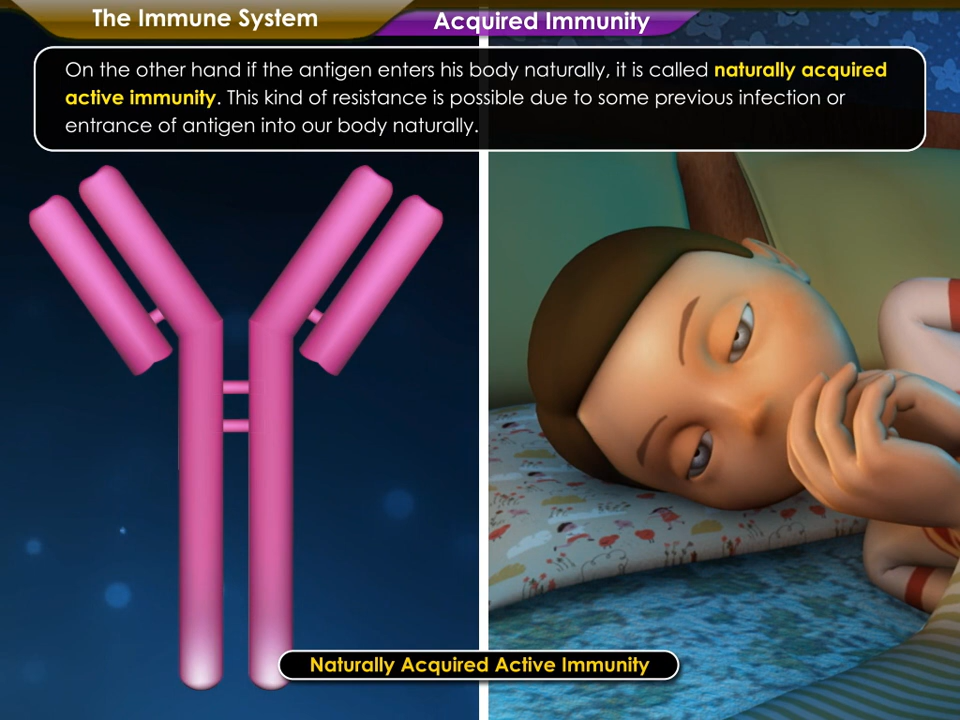 The Immune System
Acquired Immunity
On the other hand if the antigen enters his body naturally, it is called naturally acquired
active immunity. This kind of resistance is possible due to some previous infection or
entrance of antigen into our body naturally.
Naturally Acquired Active Immunity